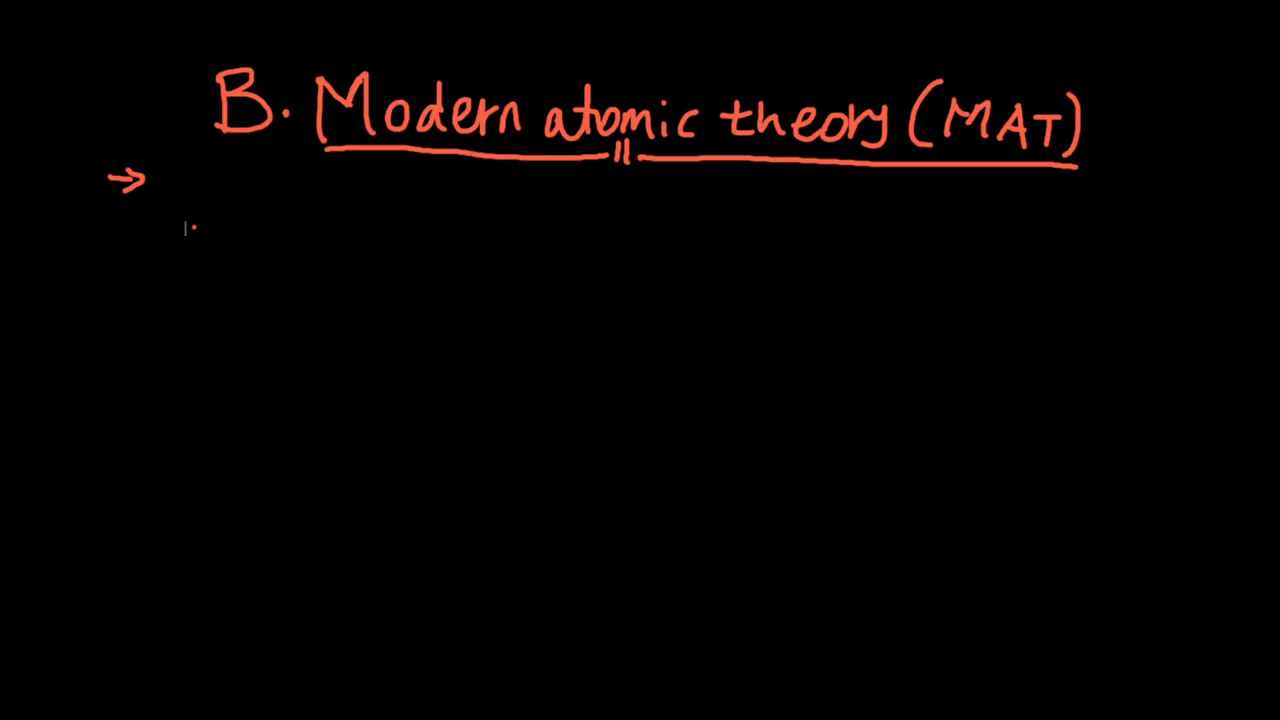 B. Modern atomic theory (MAT)
→